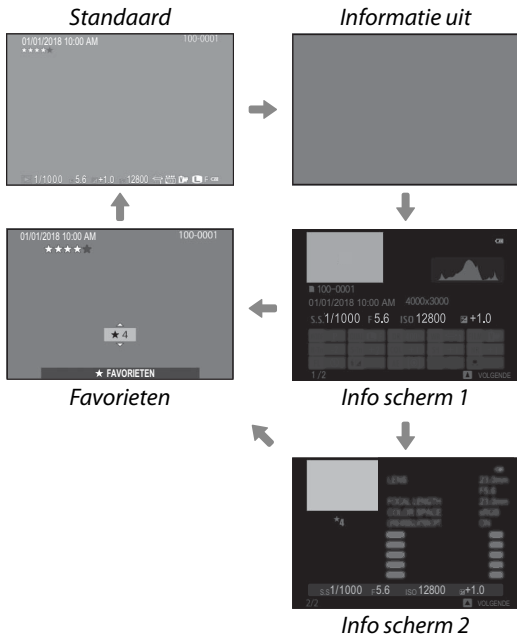 Standaard
01/01/2018 10:00 AM 100-0001
1/1000 5.6 +1.0 12800 F
Informatie uit
01/01/2018 10:00 AM 100-0001
4
FAVORIETEN
Favorieten
100-0001
01/01/2018 10:00 AM 4000x3000
S.S. 1/1000 F 5.6 ISO 12800 +1.0
1/2 VOLGENDE
Info scherm 1
LENS 23.0mm
F5.6
FOCAL LENGTH 23.0mm
COLOR SPACE sRGB
ON
4
S.S 1/1000 F 5.6 ISO 12800 +1.0
2/2 VOLGENDE
Info scherm 2